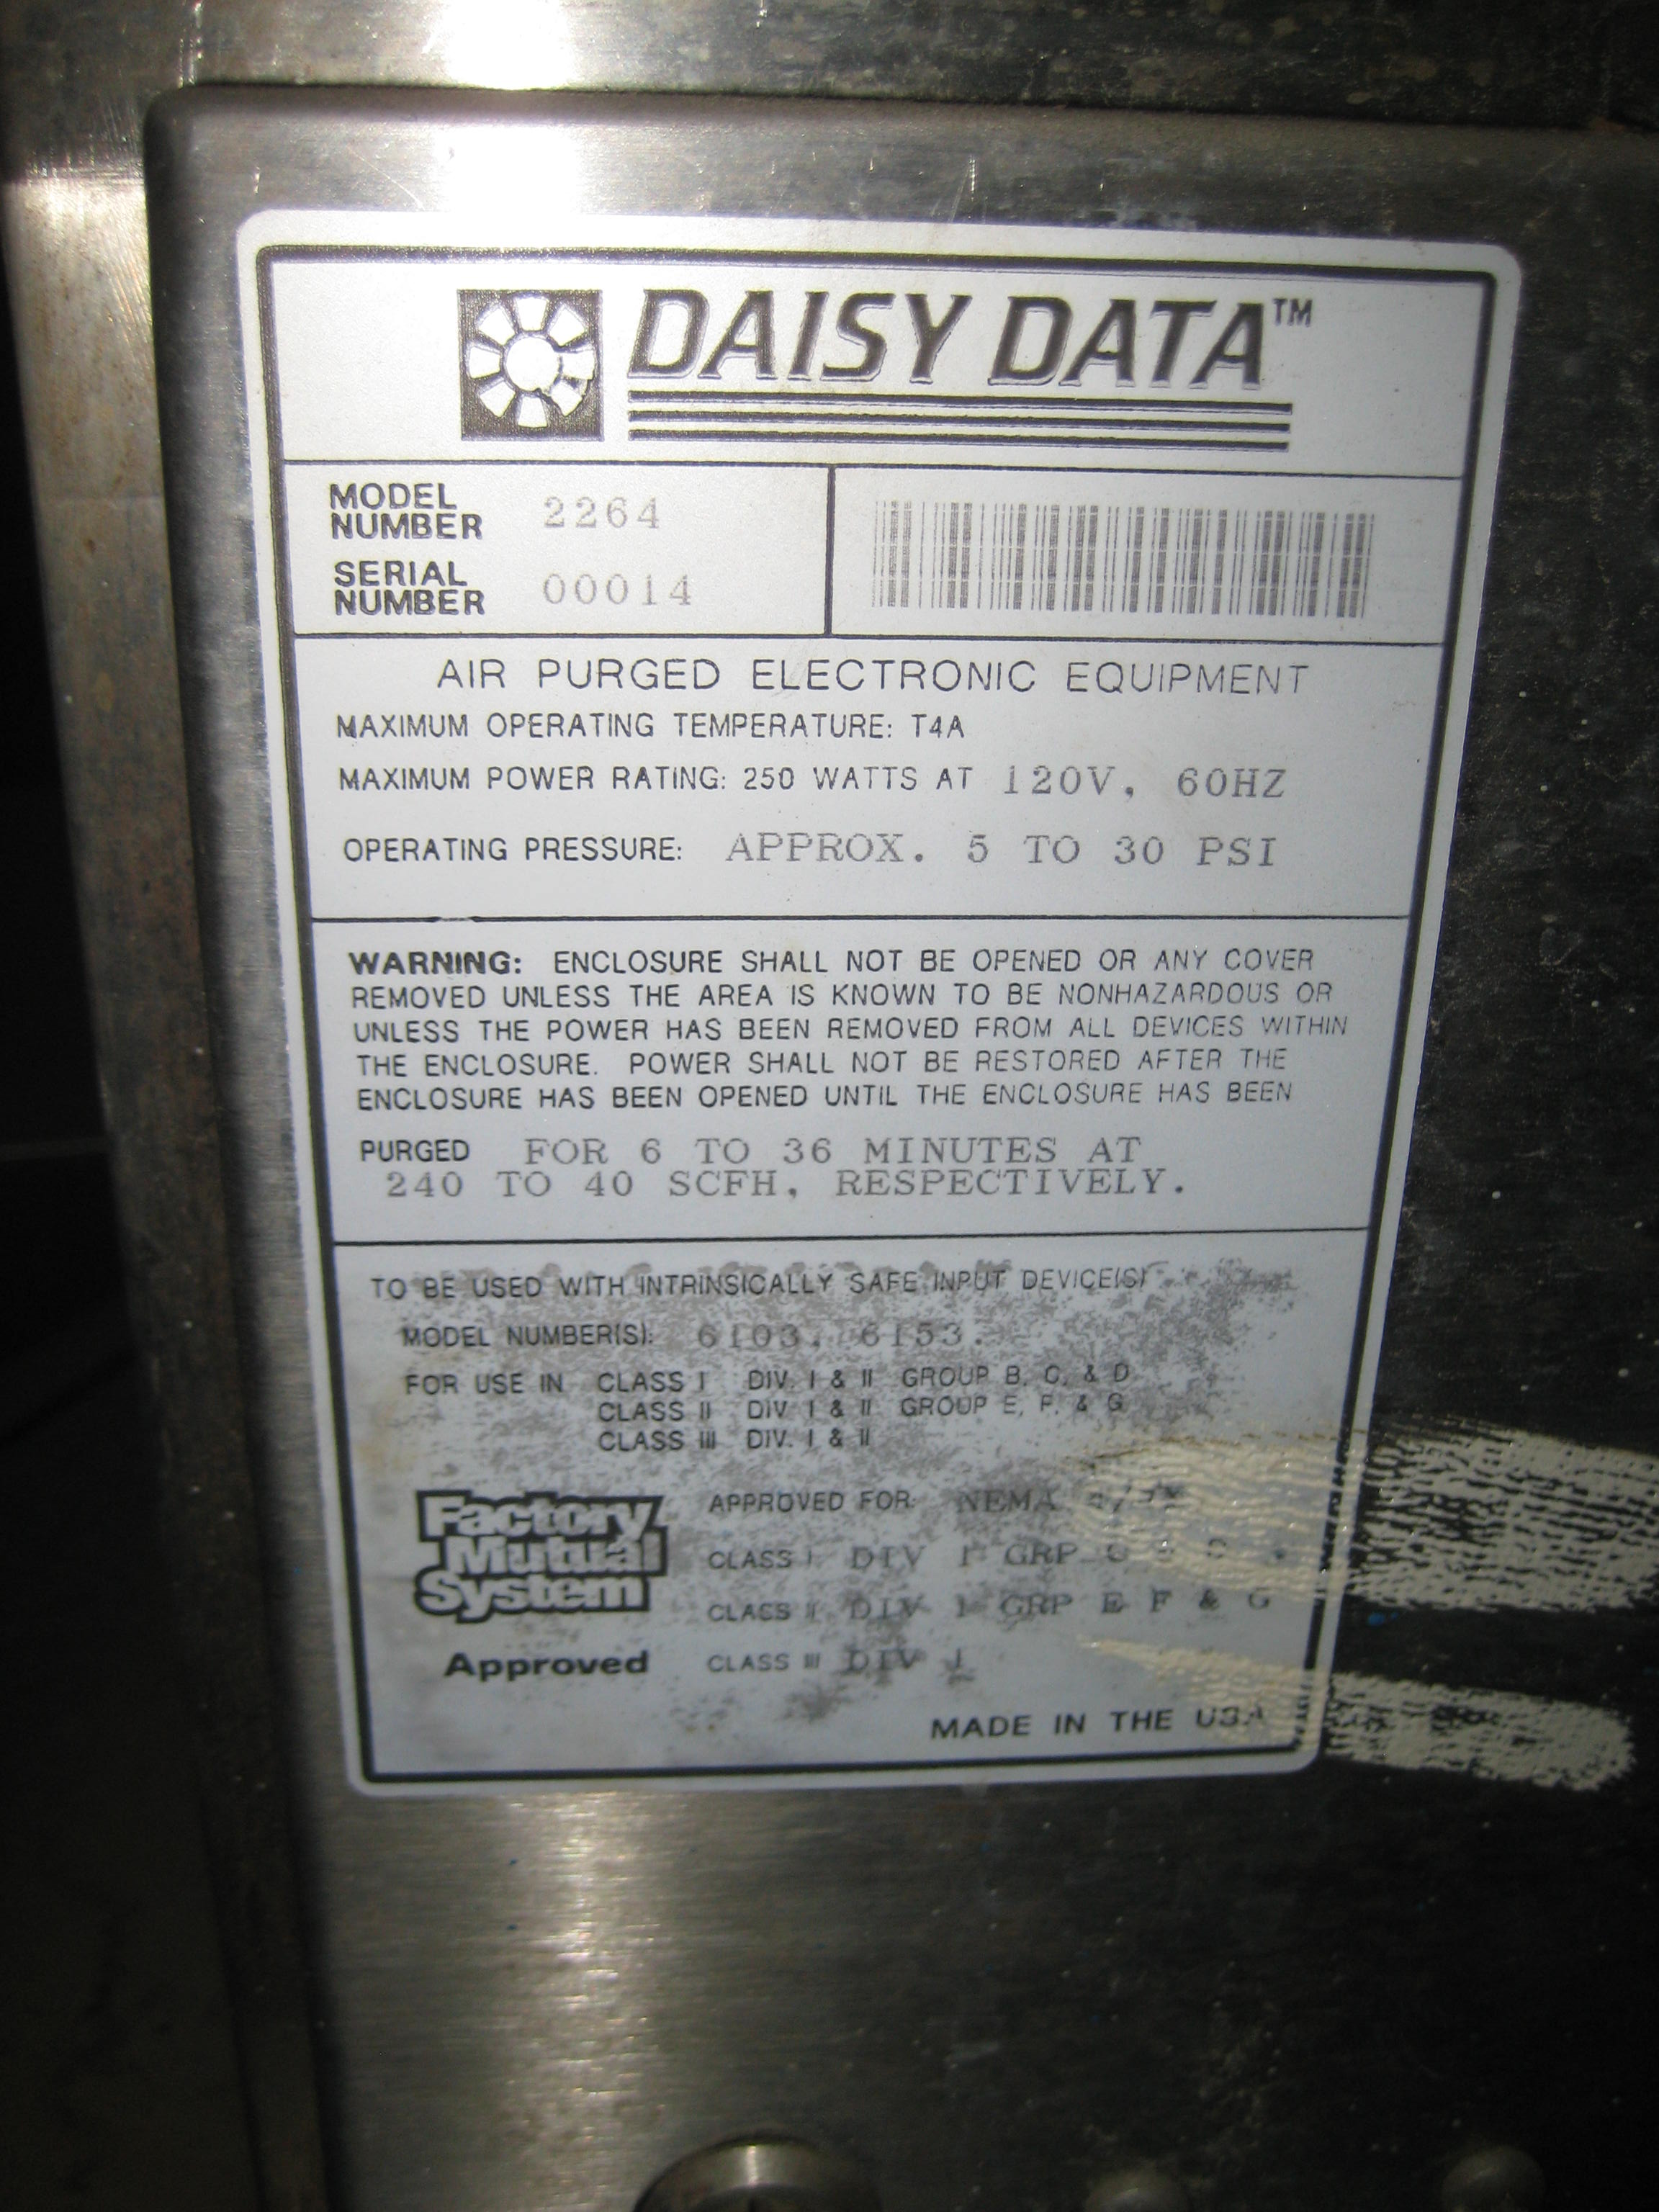 DAISY DATA™
MODEL NUMBER 2264
SERIAL NUMBER 00014
AIR PURGED ELECTRONIC EQUIPMENT
MAXIMUM OPERATING TEMPERATURE: T4A
MAXIMUM POWER RATING: 250 WATTS AT 120V, 60HZ
OPERATING PRESSURE: APPROX. 5 TO 30 PSI
WARNING: ENCLOSURE SHALL NOT BE OPENED OR ANY COVER
REMOVED UNLESS THE AREA IS KNOWN TO BE NONHAZARDOUS OR
UNLESS THE POWER HAS BEEN REMOVED FROM ALL DEVICES WITHIN
THE ENCLOSURE. POWER SHALL NOT BE RESTORED AFTER THE
ENCLOSURE HAS BEEN OPENED UNTIL THE ENCLOSURE HAS BEEN
PURGED FOR 6 TO 36 MINUTES AT
240 TO 40 SCFH, RESPECTIVELY.
TO BE USED WITH INTRINSICALLY SAFE INPUT DEVICE(S)
MODEL NUMBER(S): 6103, 6153.
FOR USE IN CLASS I DIV. I & II GROUP B, C, & D
CLASS II DIV. I & II GROUP E, F, & G
CLASS III DIV. I & II
Factory
Mutual
System
Approved
APPROVED FOR: NEMA
CLASS I DIV 1 GRP
CLASS II DIV 1 GRP E F & G
CLASS III DIV 1
MADE IN THE USA